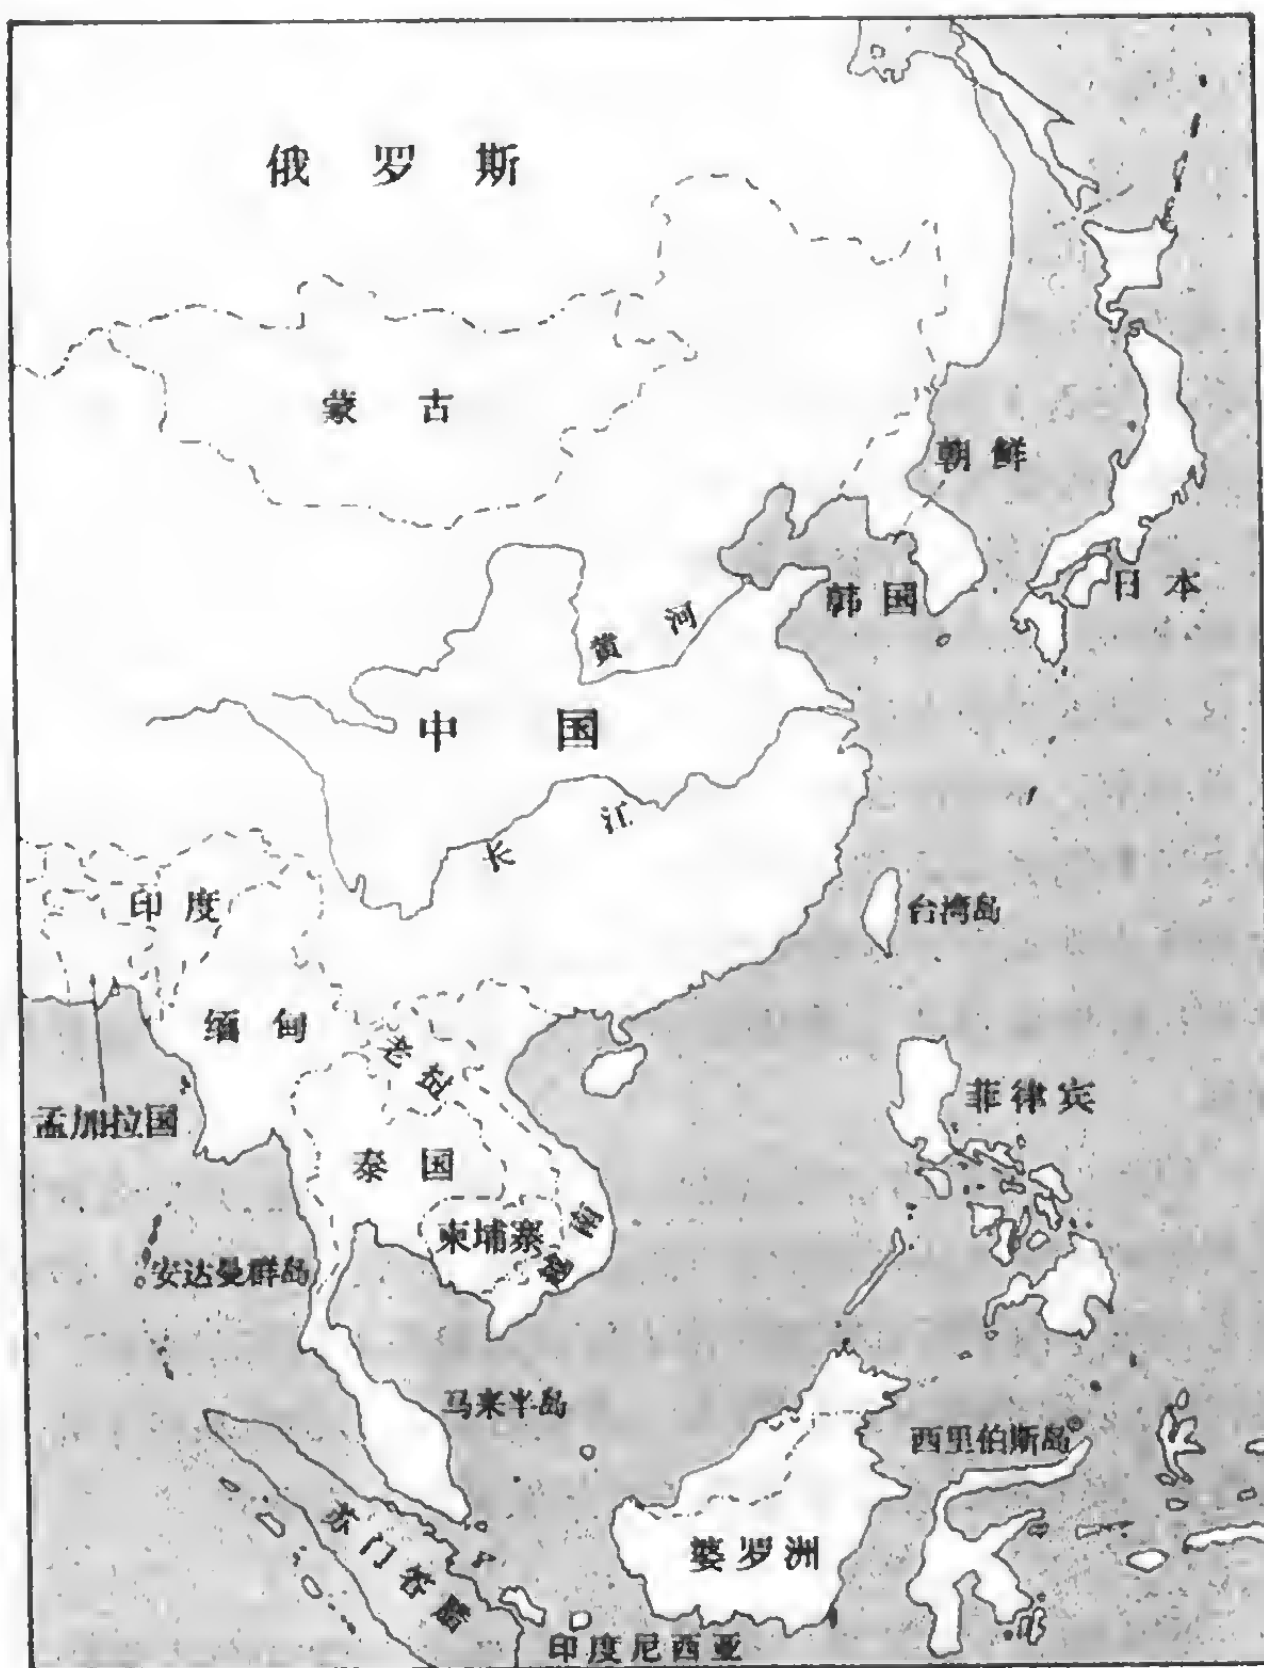 俄罗斯
蒙古
朝鲜
日本
韩国
黄河
中国
长江
印度
台湾岛
缅甸
老挝
孟加拉国
菲律宾
泰国
柬埔寨
越南
安达曼群岛
马来半岛
西里伯斯岛
苏门答腊
婆罗洲
印度尼西亚